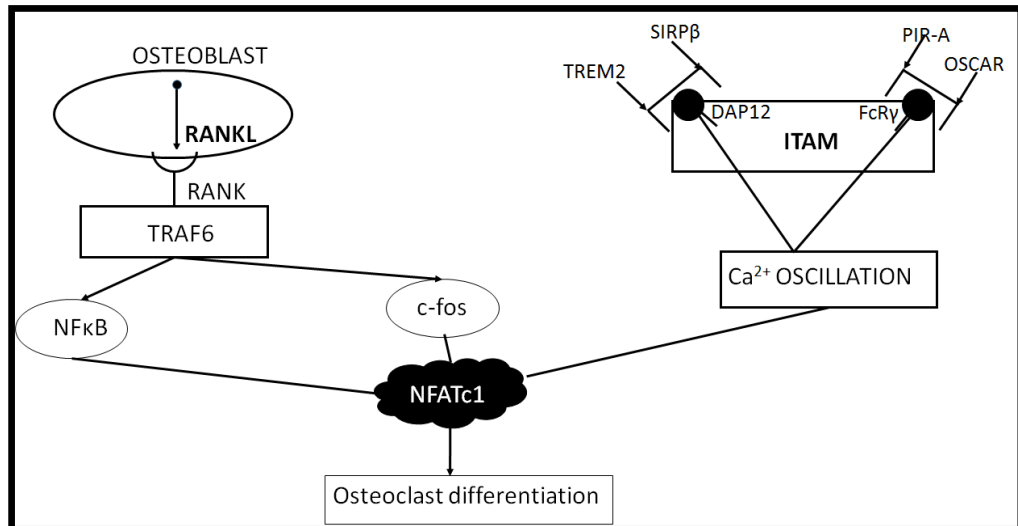 OSTEOBLAST
RANKL
RANK
TRAF6
NFκB
c-fos
SIRPβ
TREM2
DAP12
PIR-A
OSCAR
FcRγ
ITAM
Ca²⁺ OSCILLATION
NFATc1
Osteoclast differentiation